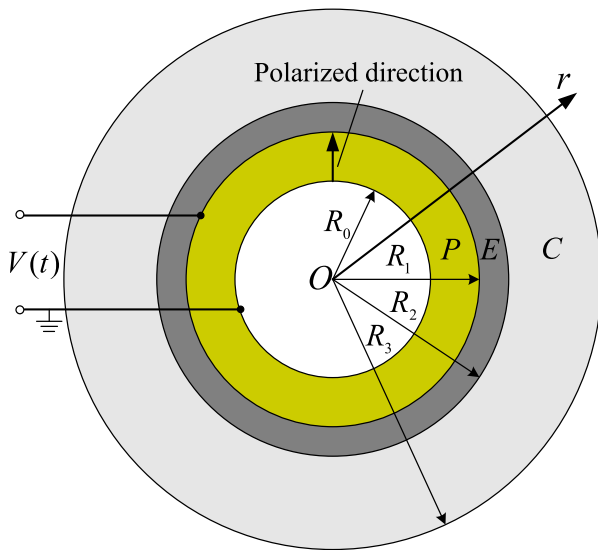 Polarized direction
r
R0
P
E
C
R1
V(t)
O
R2
R3